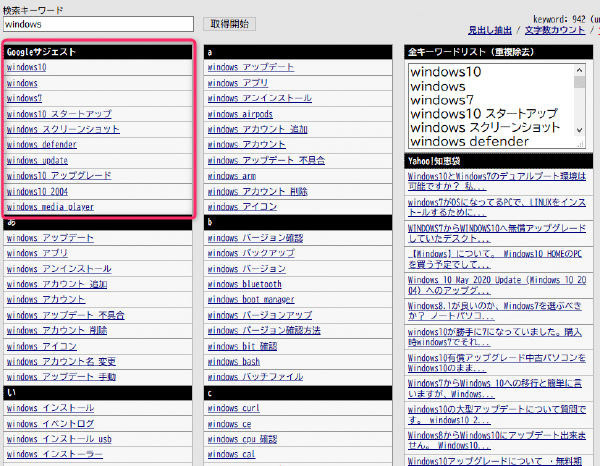 検索キーワード
windows
取得開始
keyword: 942
見出し抽出 / 文字数カウント /
Googleサジェスト
windows10
windows
windows7
windows10 スタートアップ
windows スクリーンショット
windows defender
windows update
windows10 アップグレード
windows10 2004
windows media player
あ
windows アップデート
windows アプリ
windows アンインストール
windows アカウント 追加
windows アカウント
windows アップデート 不具合
windows アカウント 削除
windows アイコン
windows アカウント名 変更
windows アップデート 手動
い
windows インストール
windows イベントログ
windows インストール usb
windows インストーラー
a
windows アップデート
windows アプリ
windows アンインストール
windows airpods
windows アカウント 追加
windows アカウント
windows アップデート 不具合
windows arm
windows アカウント 削除
windows アイコン
b
windows バージョン確認
windows バックアップ
windows バージョン
windows bluetooth
windows boot manager
windows バージョンアップ
windows バージョン確認方法
windows bit 確認
windows bash
windows バッチファイル
c
windows curl
windows ce
windows cpu 確認
windows cal
全キーワードリスト（重複除去）
windows10
windows
windows7
windows10 スタートアップ
windows スクリーンショット
windows defender
Yahoo!知恵袋
Windows10とWindows7のデュアルブート環境は
可能ですか？ 私...
windows7がOSになってるPCで、LINUXをインス
トールするために...
WINDOWS7からWINDOWS10へ無償アップグレード
していたデスクト...
【Windows】について。 Windows10 HOMEのPC
を買う予定でして...
Windows 10 May 2020 Update (Windows 10 20
04) へのアップグ...
Windows8.1が良いのか、Windows7を選ぶべき
か？ ノートパソコ...
windows10が勝手に7になっていました。購入
時windows7でそれ...
Windows10有償アップグレード中古パソコンを
Windows10のまま...
Windows7からWindows 10への移行と簡単に言
いますが、Windows...
windows10の大型アップデートについて質問で
す。 windows10 2...
Windows8からWindows10にアップデート出来ま
せん。 Windows10...
Windows10アップグレードについて ・無料期